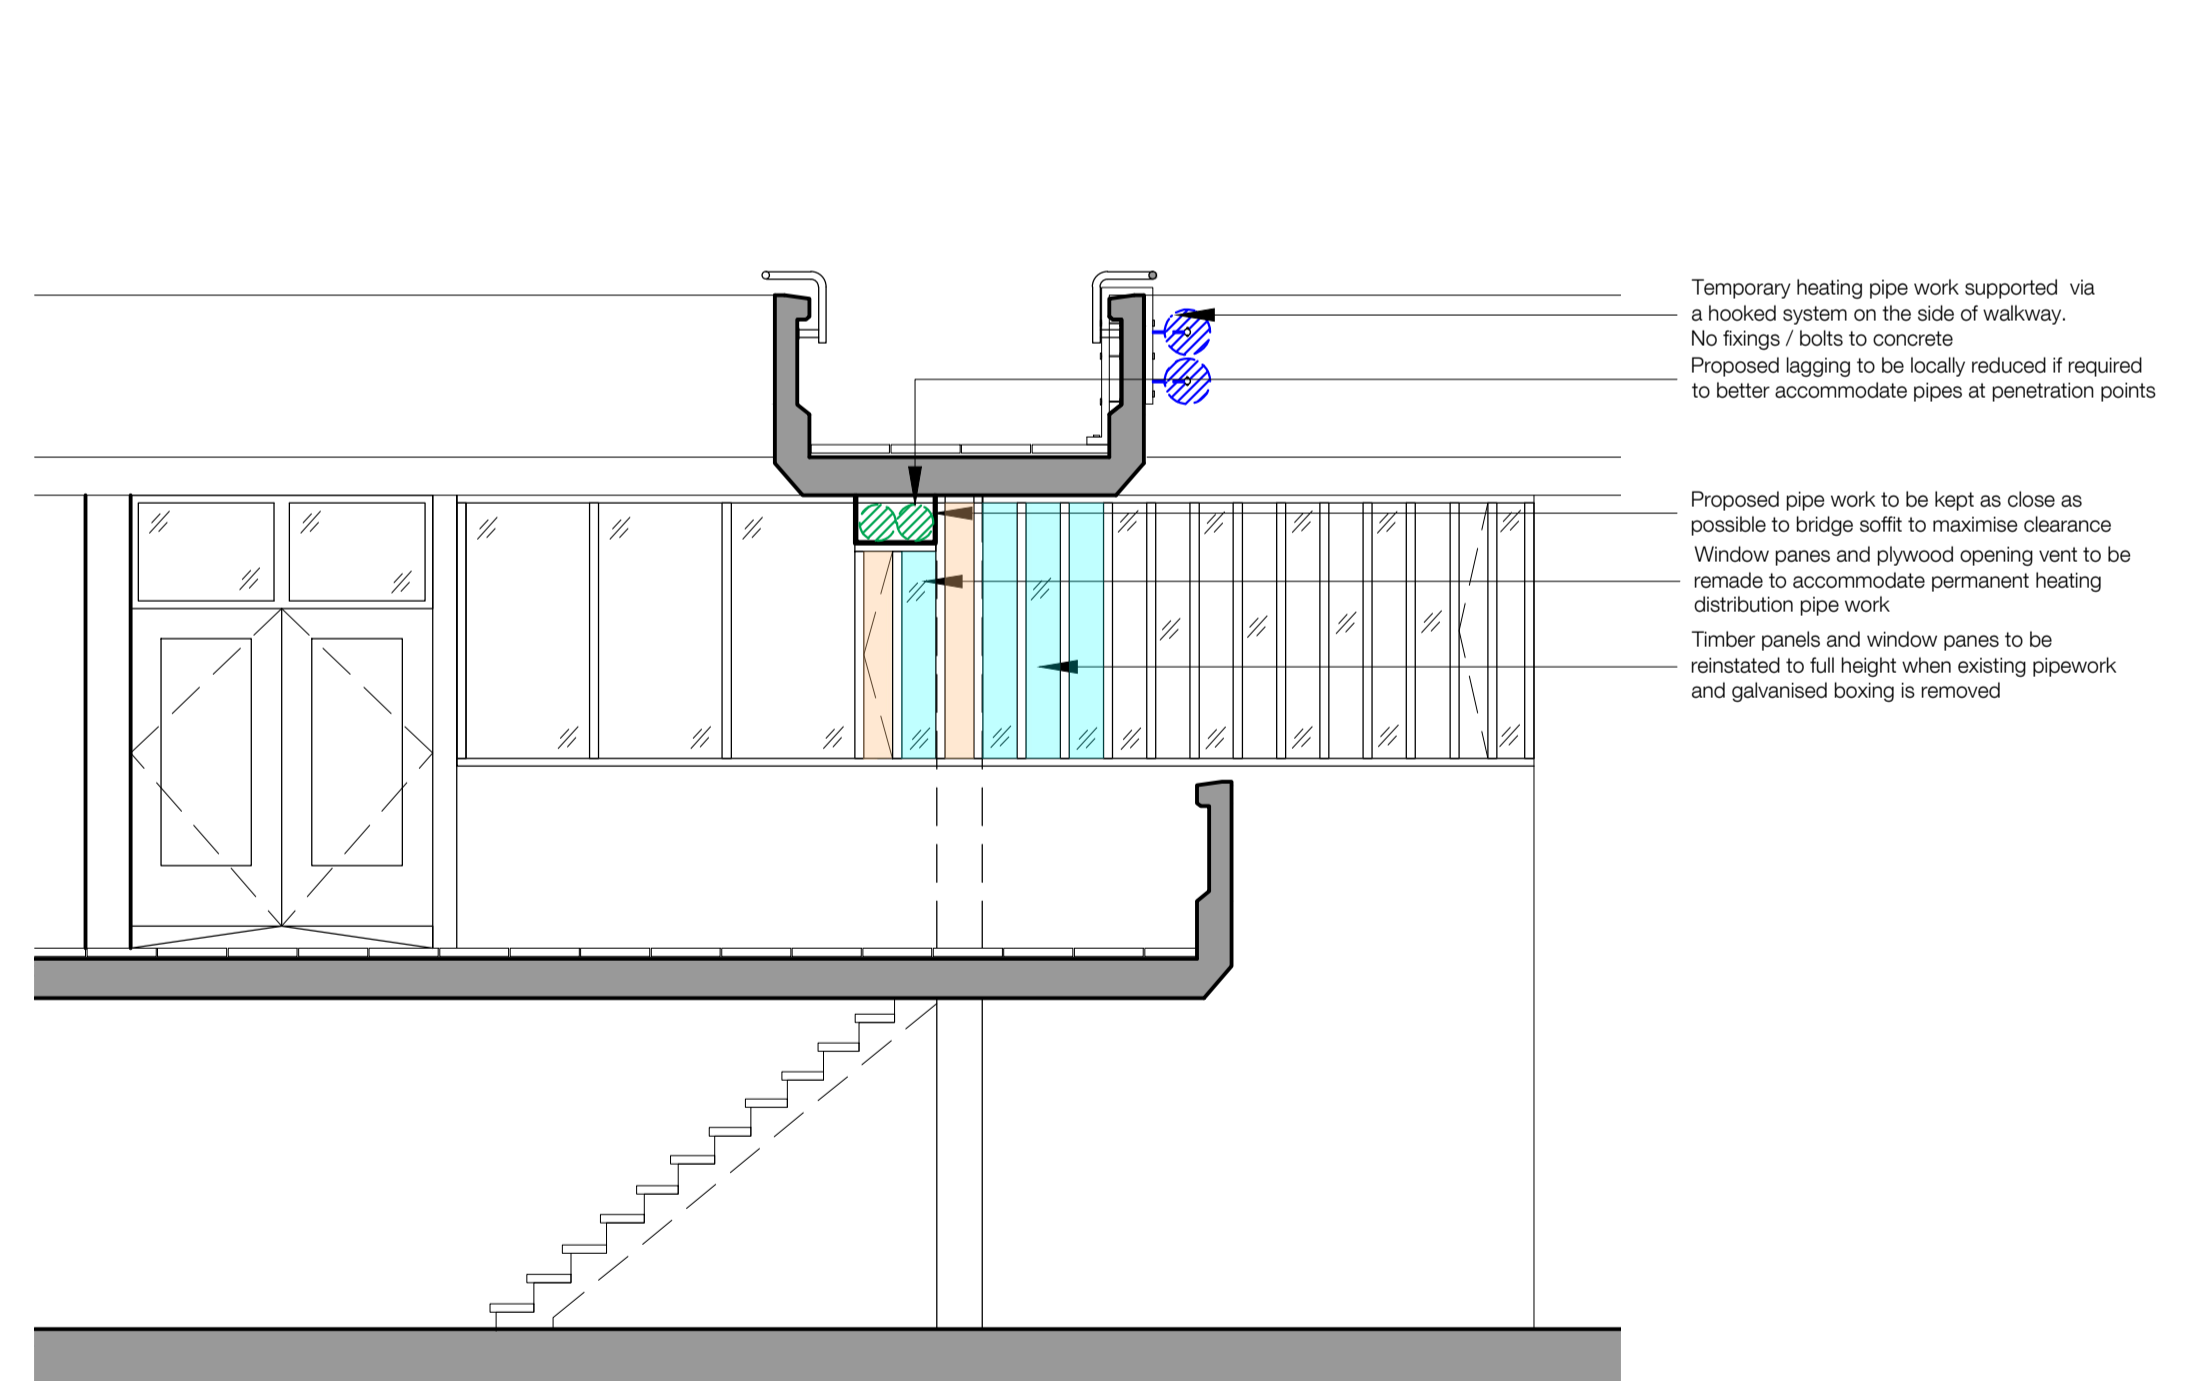 Temporary heating pipe work supported via
a hooked system on the side of walkway.
No fixings / bolts to concrete
Proposed lagging to be locally reduced if required
to better accommodate pipes at penetration points
Proposed pipe work to be kept as close as
possible to bridge soffit to maximise clearance
Window panes and plywood opening vent to be
remade to accommodate permanent heating
distribution pipe work
Timber panels and window panes to be
reinstated to full height when existing pipework
and galvanised boxing is removed